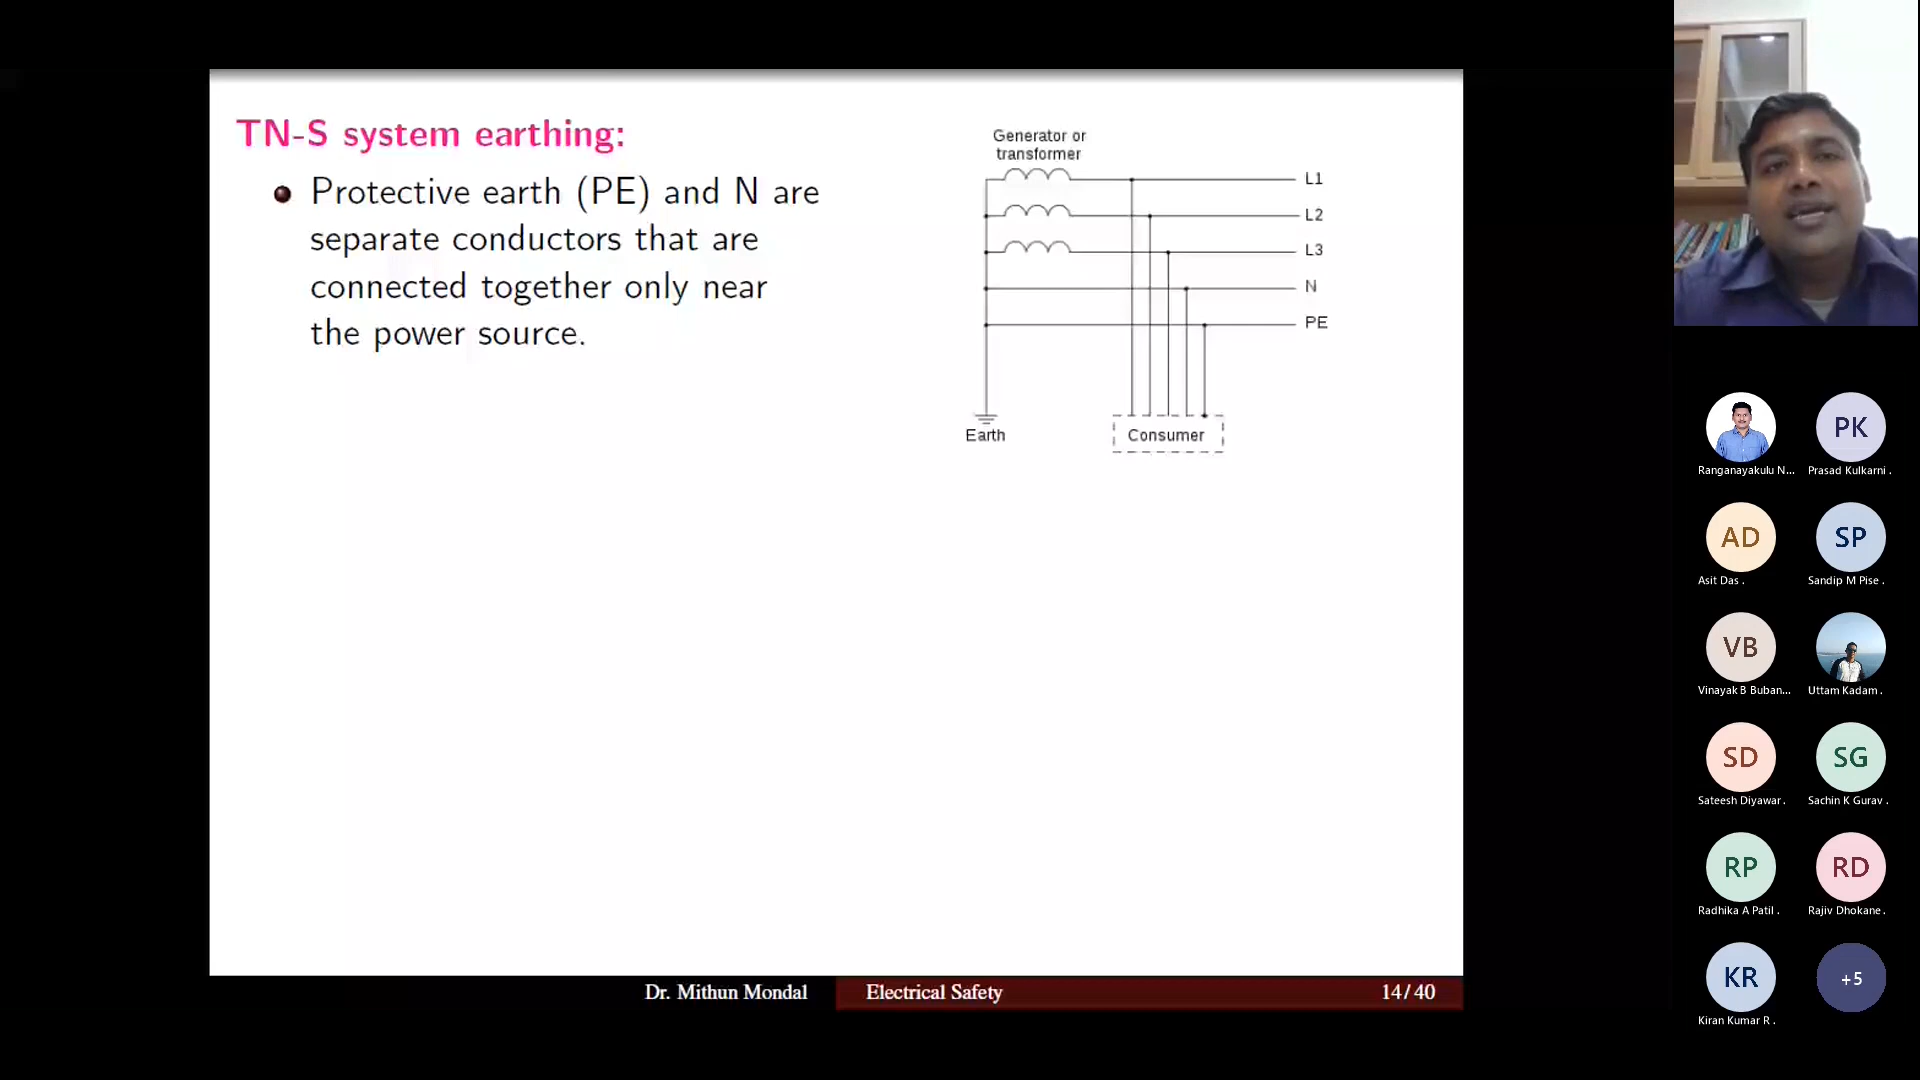 TN-S system earthing:
Protective earth (PE) and N are
separate conductors that are
connected together only near
the power source.
Generator or
transformer
L1
L2
L3
N
PE
Earth
Consumer
Dr. Mithun Mondal
Electrical Safety
14/40
Ranganayakulu N...
PK
Prasad Kulkarni .
AD
Asit Das .
SP
Sandip M Pise .
VB
Vinayak B Buban...
Uttam Kadam .
SD
Sateesh Diyawar .
SG
Sachin K Gurav .
RP
Radhika A Patil .
RD
Rajiv Dhokane .
KR
Kiran Kumar R .
+5